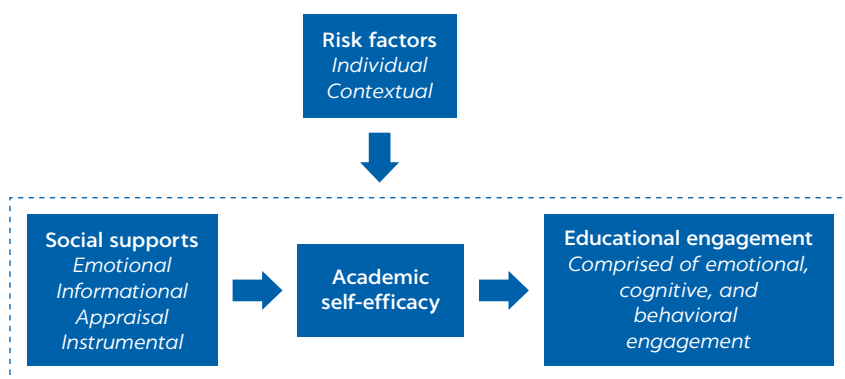 Risk factors
Individual
Contextual
Social supports
Emotional
Informational
Appraisal
Instrumental
Academic
self-efficacy
Educational engagement
Comprised of emotional,
cognitive, and
behavioral
engagement